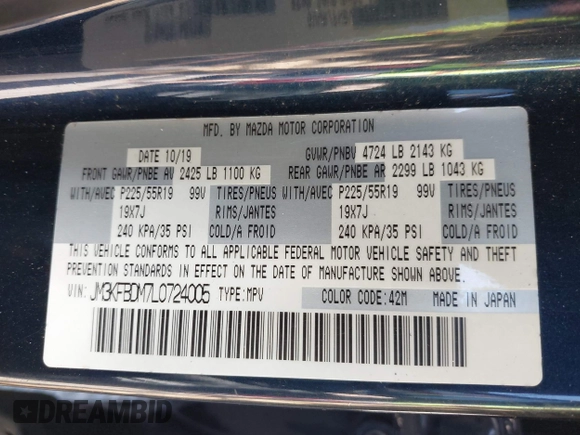 MFD. BY MAZDA MOTOR CORPORATION
DATE 10/19 GVWR/PNBV 4724 LB 2143 KG
FRONT GAWR/PNBE AV 2425 LB 1100 KG REAR GAWR/PNBE AR 2299 LB 1043 KG
WITH/AVEC P225/55R19 99V TIRES/PNEUS WITH/AVEC P225/55R19 99V TIRES/PNEUS
19X7J RIMS/JANTES 19X7J RIMS/JANTES
240 KPA/35 PSI COLD/A FROID 240 KPA/35 PSI COLD/A FROID
THIS VEHICLE CONFORMS TO ALL APPLICABLE FEDERAL MOTOR VEHICLE SAFETY AND THEFT
PREVENTION STANDARDS IN EFFECT ON THE DATE OF MANUFACTURE SHOWN ABOVE.
VIN: JM3KFBDM7L0724005 TYPE: MPV COLOR CODE: 42M MADE IN JAPAN
DREAMBID